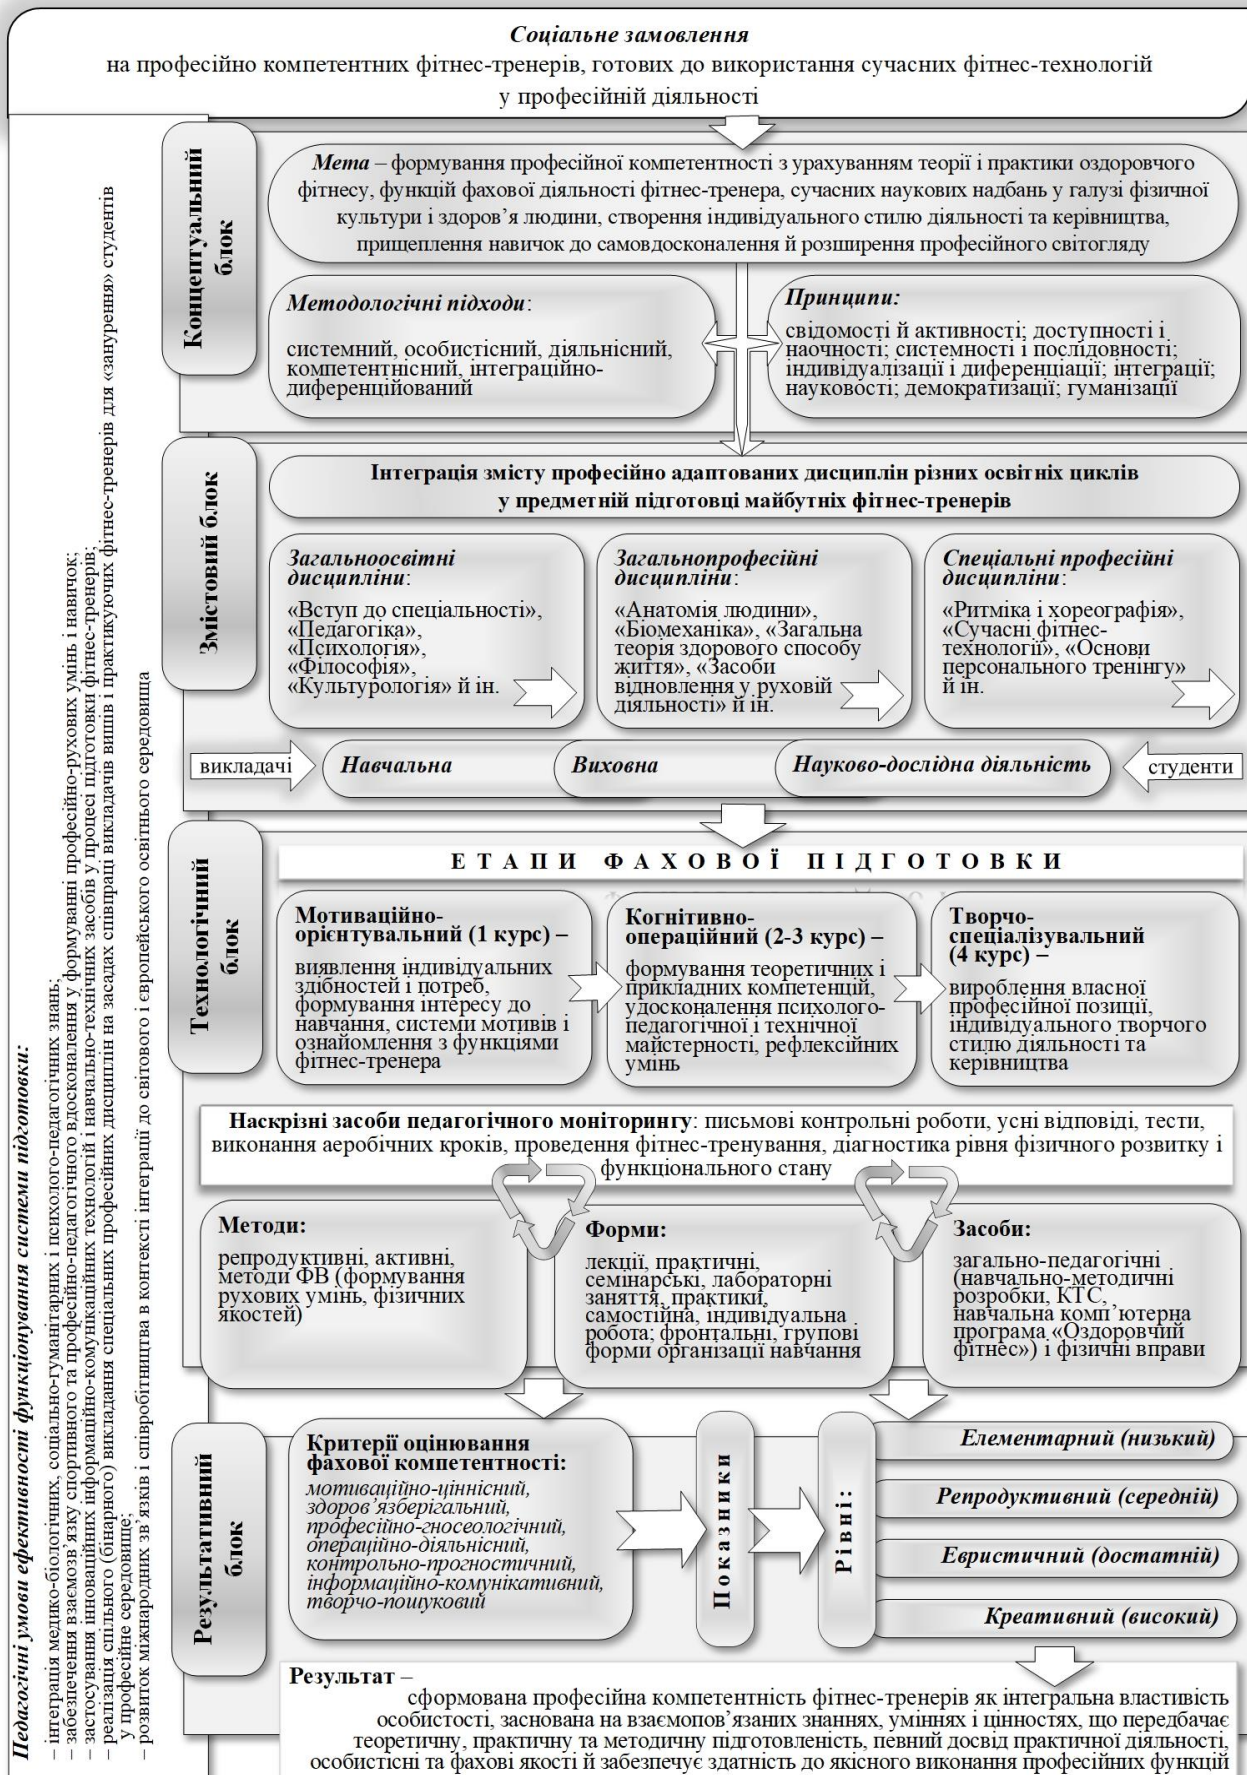 Соціальне замовлення
на професійно компетентних фітнес-тренерів, готових до використання сучасних фітнес-технологій
у професійній діяльності
Педагогічні умови ефективності функціонування системи підготовки:
– інтеграція медико-біологічних, соціально-гуманітарних і психолого-педагогічних знань;
– забезпечення взаємозв’язку спортивного та професійно-педагогічного вдосконалення у формуванні професійно-рухових умінь і навичок;
– застосування інноваційних інформаційно-комунікаційних технологій і навчально-технічних засобів у процесі підготовки фітнес-тренерів;
– реалізація спільного (бінарного) викладання спеціальних професійних дисциплін на засадах співпраці викладачів вишів і практикуючих фітнес-тренерів для «занурення» студентів
у професійне середовище;
– розвиток міжнародних зв’язків і співробітництва в контексті інтеграції до світового і європейського освітнього середовища
Концептуальний
блок
Мета – формування професійної компетентності з урахуванням теорії і практики оздоровчого
фітнесу, функцій фахової діяльності фітнес-тренера, сучасних наукових надбань у галузі фізичної
культури і здоров’я людини, створення індивідуального стилю діяльності та керівництва,
прищеплення навичок до самовдосконалення й розширення професійного світогляду
Методологічні підходи:
системний, особистісний, діяльнісний,
компетентнісний, інтеграційно-
диференційований
Принципи:
свідомості й активності; доступності і
наочності; системності і послідовності;
індивідуалізації і диференціації; інтеграції;
науковості; демократизації; гуманізації
Змістовий блок
Інтеграція змісту професійно адаптованих дисциплін різних освітніх циклів
у предметній підготовці майбутніх фітнес-тренерів
Загальноосвітні
дисципліни:
«Вступ до спеціальності»,
«Педагогіка»,
«Психологія»,
«Філософія»,
«Культурологія» й ін.
Загальнопрофесійні
дисципліни:
«Анатомія людини»,
«Біомеханіка», «Загальна
теорія здорового способу
життя», «Засоби
відновлення у руховій
діяльності» й ін.
Спеціальні професійні
дисципліни:
«Ритміка і хореографія»,
«Сучасні фітнес-
технології», «Основи
персонального тренінгу»
й ін.
викладачі
Навчальна
Виховна
Науково-дослідна діяльність
студенти
Технологічний
блок
ЕТАПИ ФАХОВОЇ ПІДГОТОВКИ
Мотиваційно-
орієнтувальний (1 курс) –
виявлення індивідуальних
здібностей і потреб,
формування інтересу до
навчання, системи мотивів і
ознайомлення з функціями
фітнес-тренера
Когнітивно-
операційний (2-3 курс) –
формування теоретичних і
прикладних компетенцій,
удосконалення психолого-
педагогічної і технічної
майстерності, рефлексійних
умінь
Творчо-
спеціалізувальний
(4 курс) –
вироблення власної
професійної позиції,
індивідуального творчого
стилю діяльності та
керівництва
Наскрізні засоби педагогічного моніторингу: письмові контрольні роботи, усні відповіді, тести,
виконання аеробічних кроків, проведення фітнес-тренування, діагностика рівня фізичного розвитку і
функціонального стану
Методи:
репродуктивні, активні,
методи ФВ (формування
рухових умінь, фізичних
якостей)
Форми:
лекції, практичні,
семінарські, лабораторні
заняття, практики,
самостійна, індивідуальна
робота; фронтальні, групові
форми організації навчання
Засоби:
загально-педагогічні
(навчально-методичні
розробки, КТС,
навчальна комп’ютерна
програма «Оздоровчий
фітнес») і фізичні вправи
Результативний
блок
Критерії оцінювання
фахової компетентності:
мотиваційно-ціннісний,
здоров’язберігальний,
професійно-гносеологічний,
операційно-діяльнісний,
контрольно-прогностичний,
інформаційно-комунікативний,
творчо-пошуковий
Показники
Рівні:
Елементарний (низький)
Репродуктивний (середній)
Евристичний (достатній)
Креативний (високий)
Результат –
сформована професійна компетентність фітнес-тренерів як інтегральна властивість
особистості, заснована на взаємопов’язаних знаннях, уміннях і цінностях, що передбачає
теоретичну, практичну та методичну підготовленість, певний досвід практичної діяльності,
особистісні та фахові якості й забезпечує здатність до якісного виконання професійних функцій